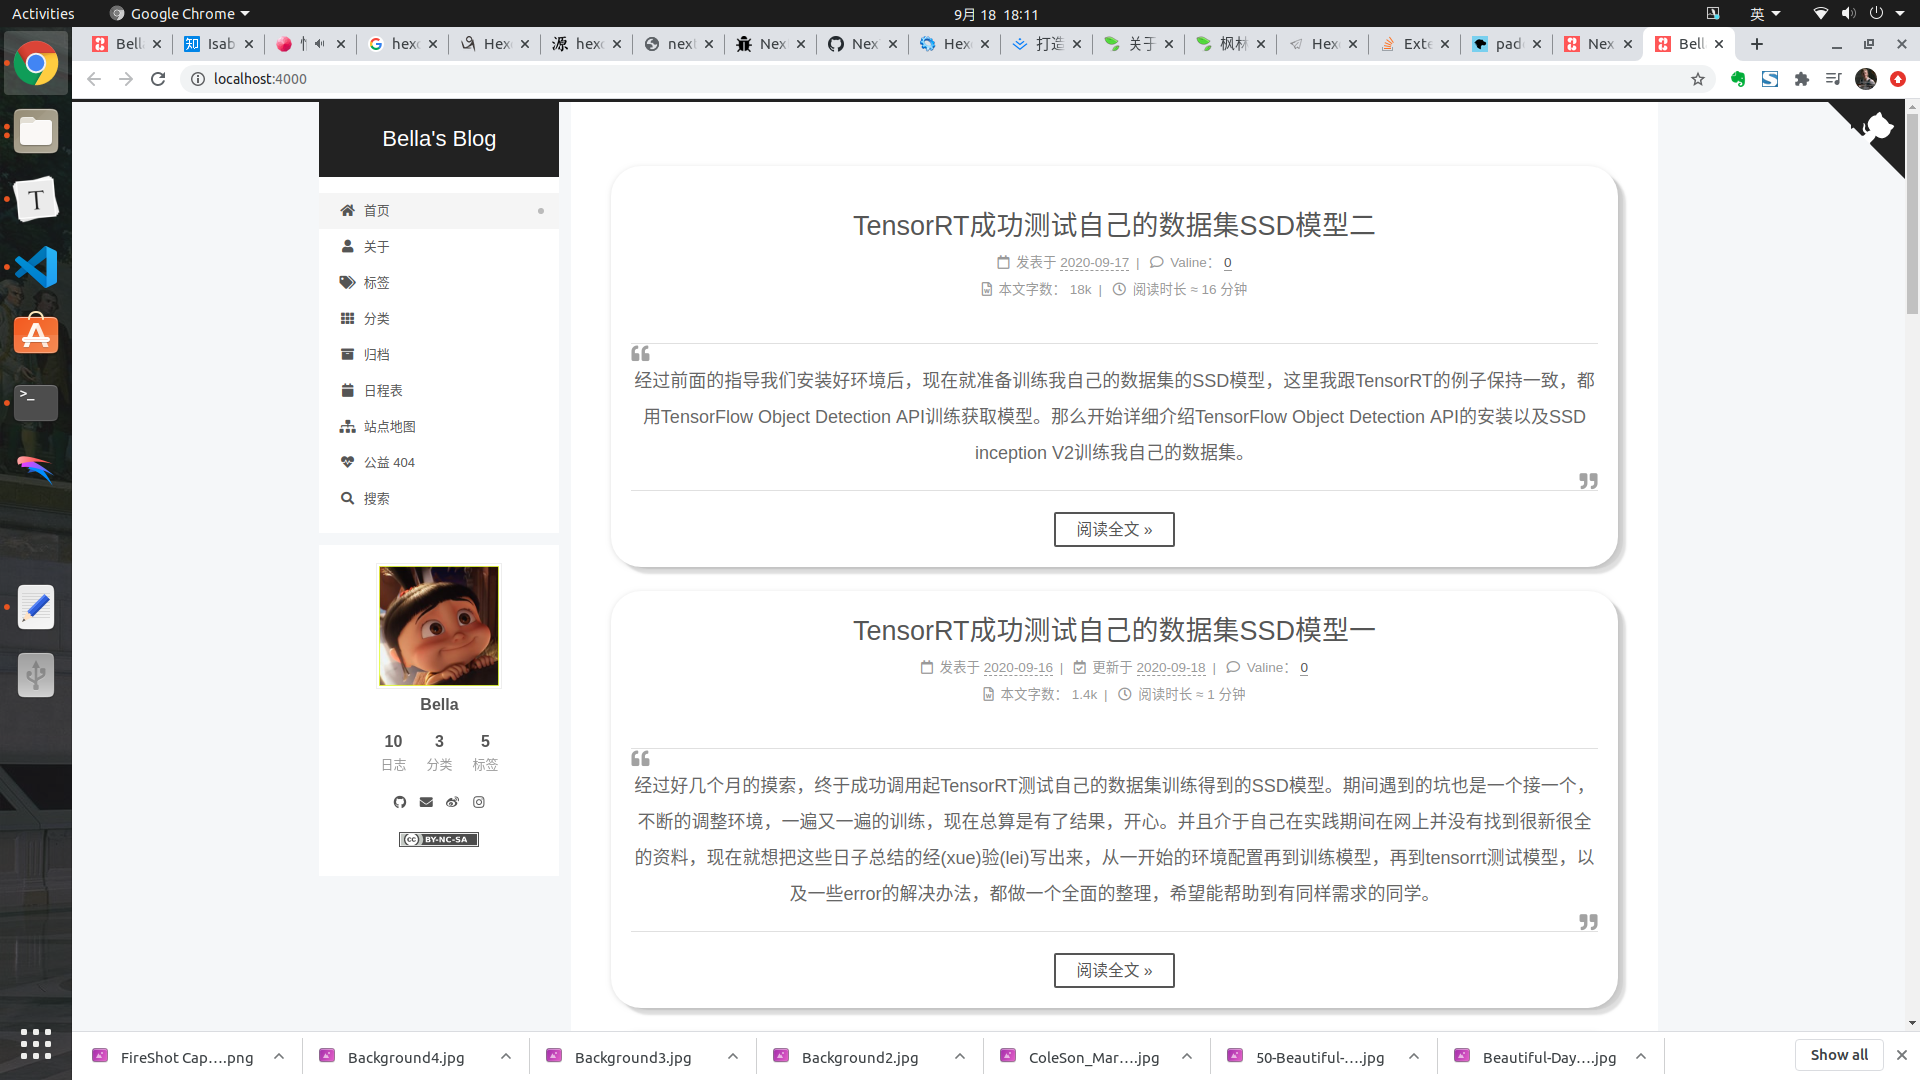 Activities
Google Chrome
9月 18 18:11
英
Bell
Isab
hexo
Hexo
hexo
next
Next
Nex
Hexo
打造
关于
枫林
Hexo
Exte
pado
Nex
Bell
localhost:4000
Bella's Blog
首页
关于
标签
分类
归档
日程表
站点地图
公益 404
搜索
Bella
10 3 5
日志 分类 标签
BY-NC-SA
TensorRT成功测试自己的数据集SSD模型二
发表于 2020-09-17 | Valine： 0
本文字数： 18k | 阅读时长 ≈ 16 分钟
经过前面的指导我们安装好环境后，现在就准备训练我自己的数据集的SSD模型，这里我跟TensorRT的例子保持一致，都
用TensorFlow Object Detection API训练获取模型。那么开始详细介绍TensorFlow Object Detection API的安装以及SSD
inception V2训练我自己的数据集。
阅读全文 »
TensorRT成功测试自己的数据集SSD模型一
发表于 2020-09-16 | 更新于 2020-09-18 | Valine： 0
本文字数： 1.4k | 阅读时长 ≈ 1 分钟
经过好几个月的摸索，终于成功调用起TensorRT测试自己的数据集训练得到的SSD模型。期间遇到的坑也是一个接一个，
不断的调整环境，一遍又一遍的训练，现在总算是有了结果，开心。并且介于自己在实践期间在网上并没有找到很新很全
的资料，现在就想把这些日子总结的经(xue)验(lei)写出来，从一开始的环境配置再到训练模型，再到tensorrt测试模型，以
及一些error的解决办法，都做一个全面的整理，希望能帮助到有同样需求的同学。
阅读全文 »
FireShot Cap....png
Background4.jpg
Background3.jpg
Background2.jpg
ColeSon_Mar....jpg
50-Beautiful-....jpg
Beautiful-Day....jpg
Show all